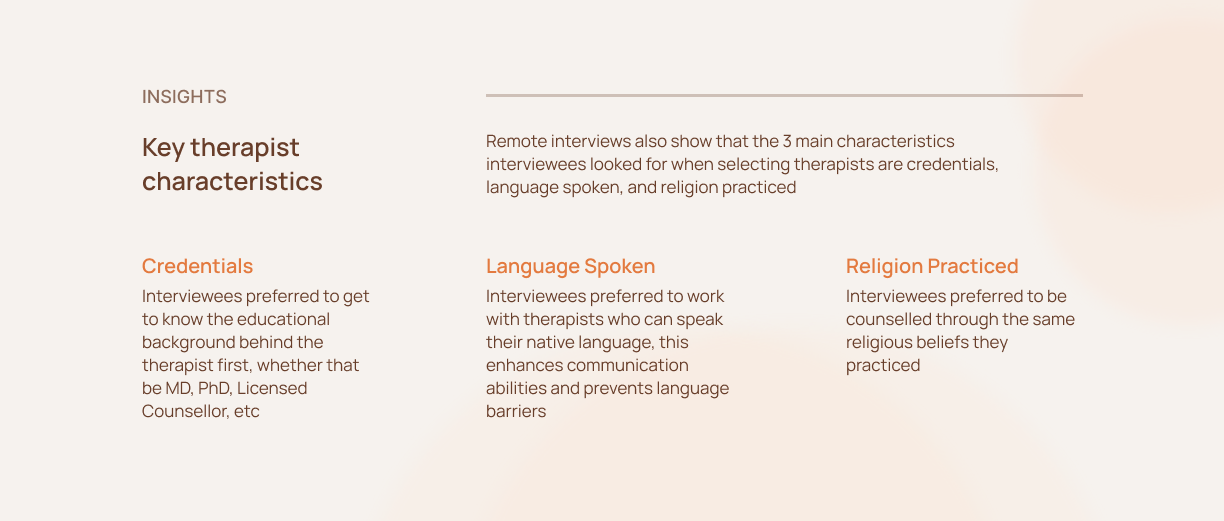 INSIGHTS
Key therapist
characteristics
Remote interviews also show that the 3 main characteristics
interviewees looked for when selecting therapists are credentials,
language spoken, and religion practiced
Credentials
Interviewees preferred to get
to know the educational
background behind the
therapist first, whether that
be MD, PhD, Licensed
Counsellor, etc
Language Spoken
Interviewees preferred to work
with therapists who can speak
their native language, this
enhances communication
abilities and prevents language
barriers
Religion Practiced
Interviewees preferred to be
counselled through the same
religious beliefs they
practiced